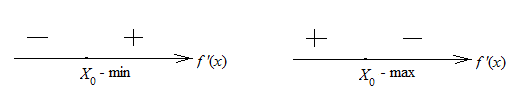 — +
X₀ - min f'(x)
+ —
X₀ - max f'(x)